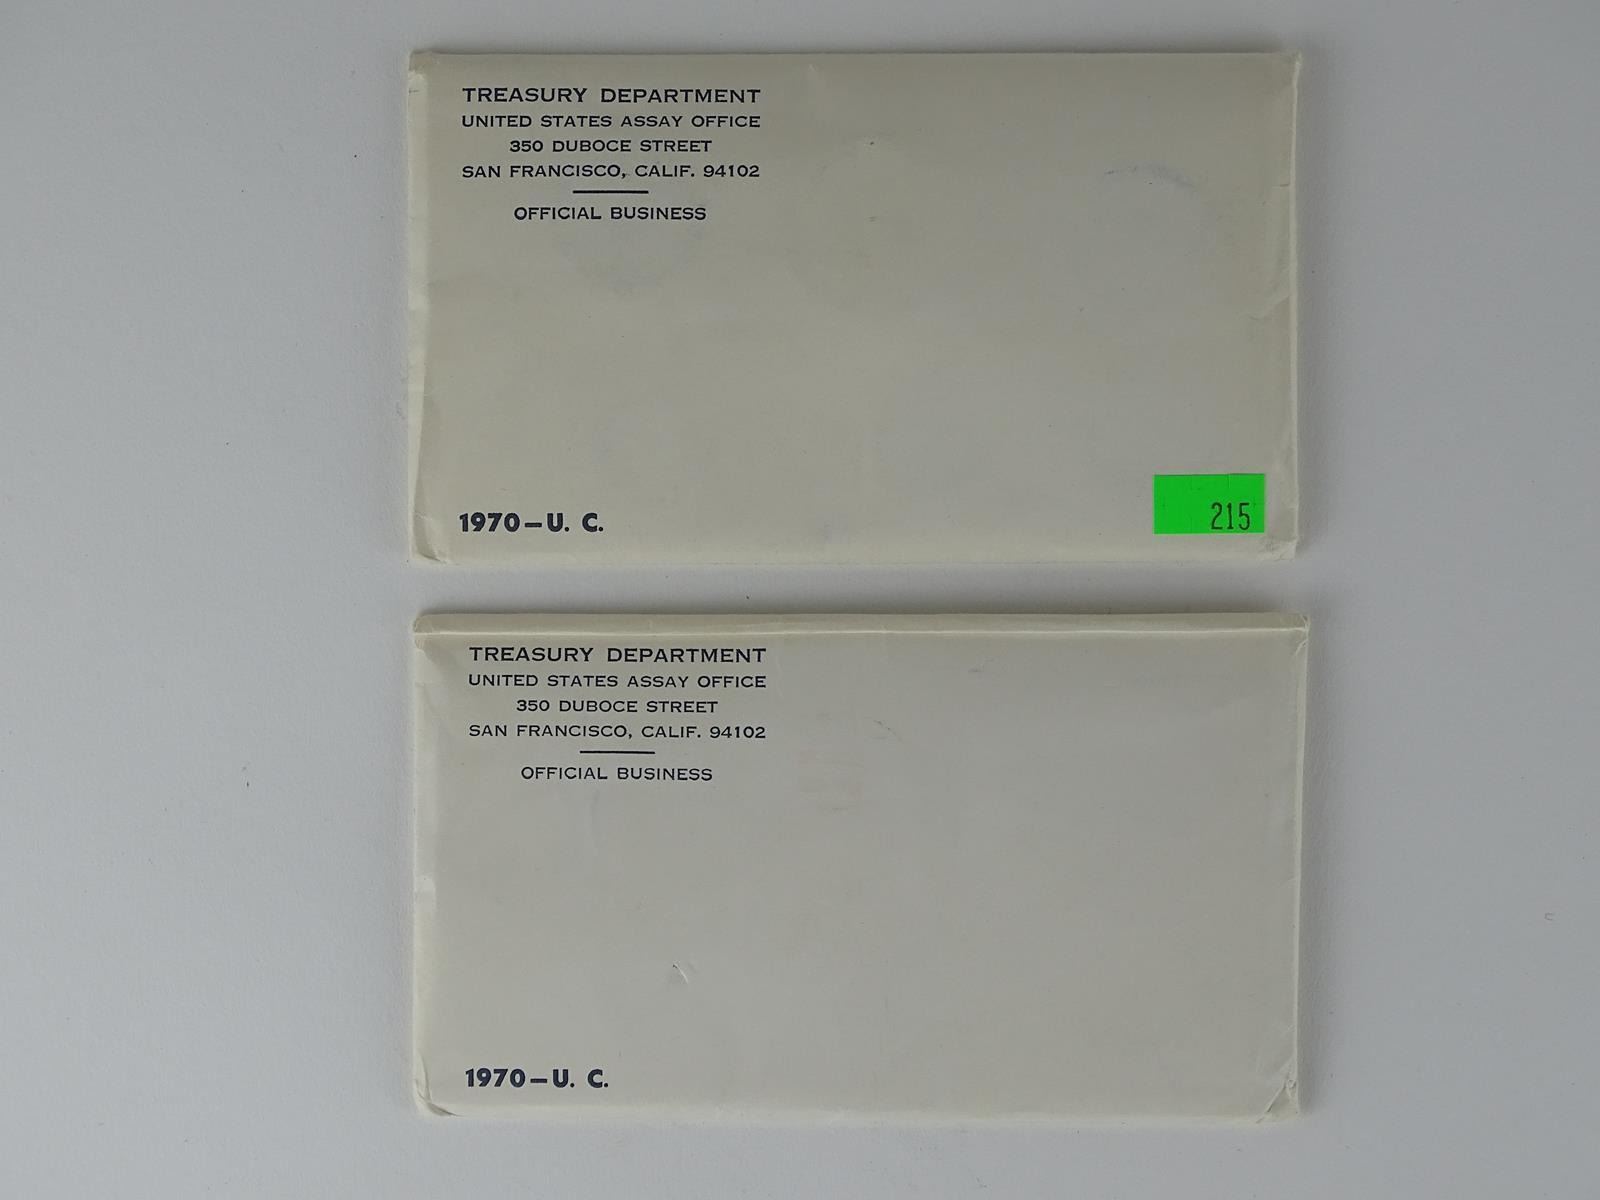 TREASURY DEPARTMENT
UNITED STATES ASSAY OFFICE
350 DUBOCE STREET
SAN FRANCISCO, CALIF. 94102
OFFICIAL BUSINESS
1970—U. C.
215
TREASURY DEPARTMENT
UNITED STATES ASSAY OFFICE
350 DUBOCE STREET
SAN FRANCISCO, CALIF. 94102
OFFICIAL BUSINESS
1970—U. C.